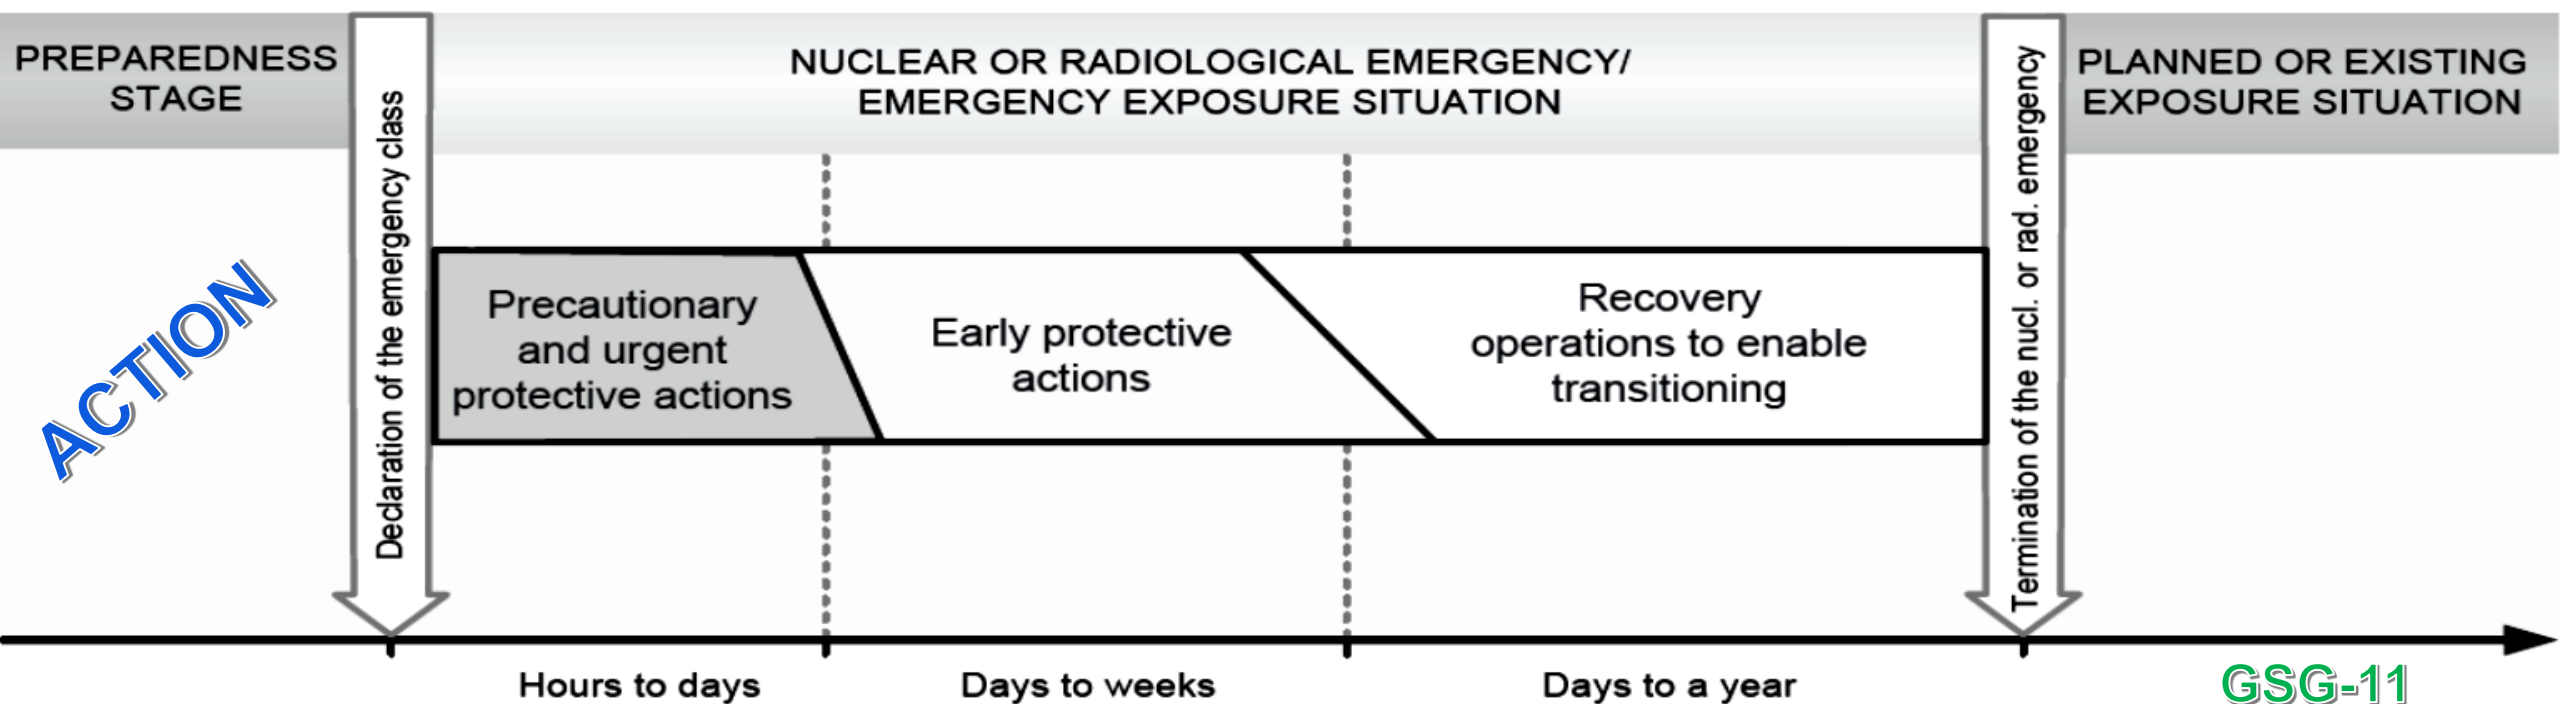 PREPAREDNESS
STAGE
Declaration of the emergency class
NUCLEAR OR RADIOLOGICAL EMERGENCY/
EMERGENCY EXPOSURE SITUATION
Termination of the nucl. or rad. emergency
PLANNED OR EXISTING
EXPOSURE SITUATION
ACTION
Precautionary
and urgent
protective actions
Early protective
actions
Recovery
operations to enable
transitioning
Hours to days
Days to weeks
Days to a year
GSG-11